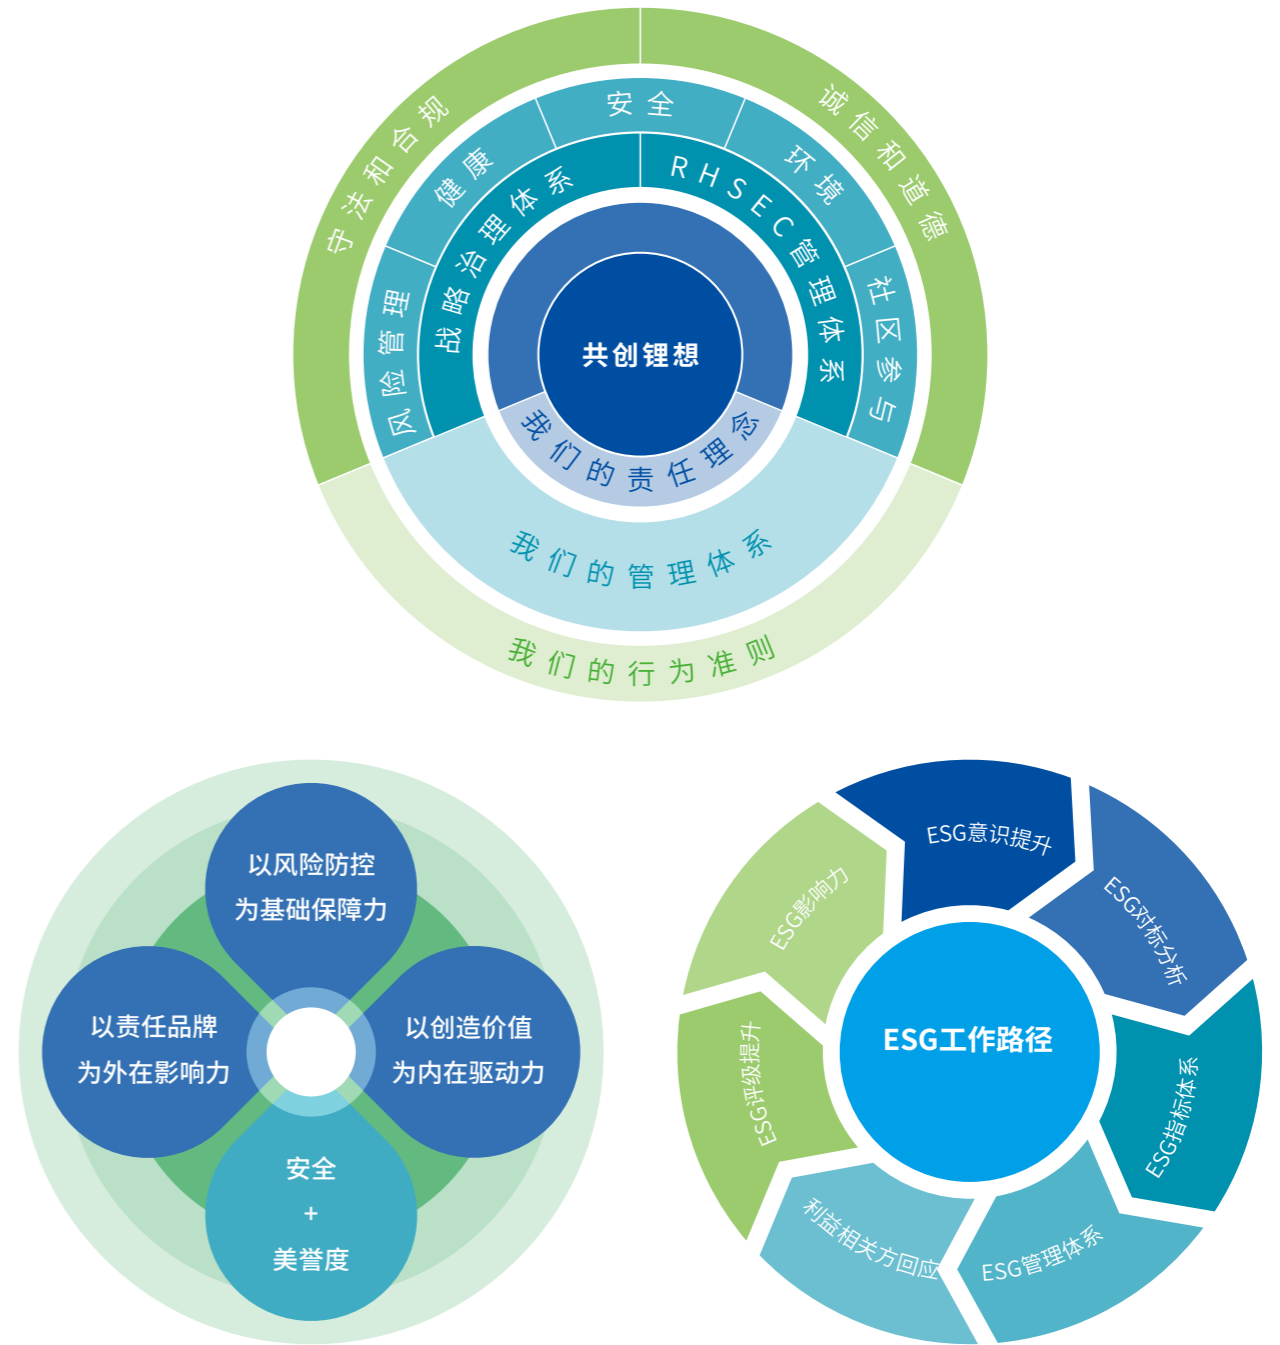 守法和合规
诚信和道德
风险管理
健康
安全
环境
社区参与
战略治理体系
RHSEC管理体系
共创锂想
我们的责任理念
我们的管理体系
我们的行为准则
以风险防控
为基础保障力
以责任品牌
为外在影响力
以创造价值
为内在驱动力
安全
+
美誉度
ESG意识提升
ESG对标分析
ESG指标体系
ESG管理体系
利益相关方回应
ESG评级提升
ESG影响力
ESG工作路径